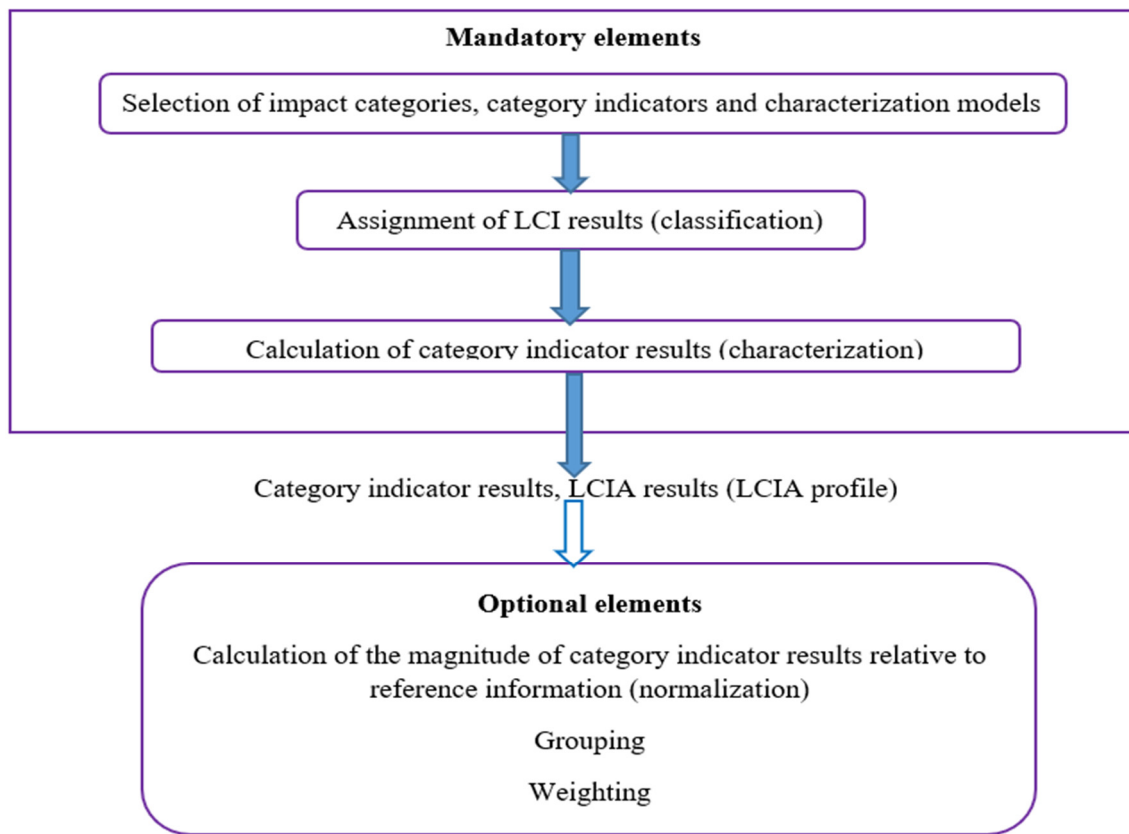 Mandatory elements
Selection of impact categories, category indicators and characterization models
Assignment of LCI results (classification)
Calculation of category indicator results (characterization)
Category indicator results, LCIA results (LCIA profile)
Optional elements
Calculation of the magnitude of category indicator results relative to
reference information (normalization)
Grouping
Weighting